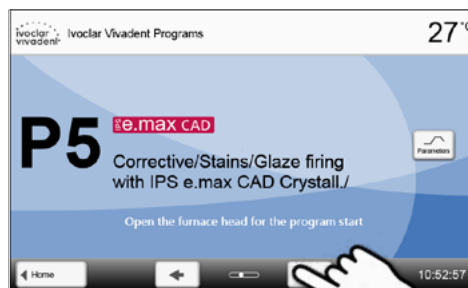 ivoclar vivadent Ivoclar Vivadent Programs 27°
IPS e.max CAD
P5
Corrective/Stains/Glaze firing
with IPS e.max CAD Crystall./
Parameters
Open the furnace head for the program start
Home 10:52:57